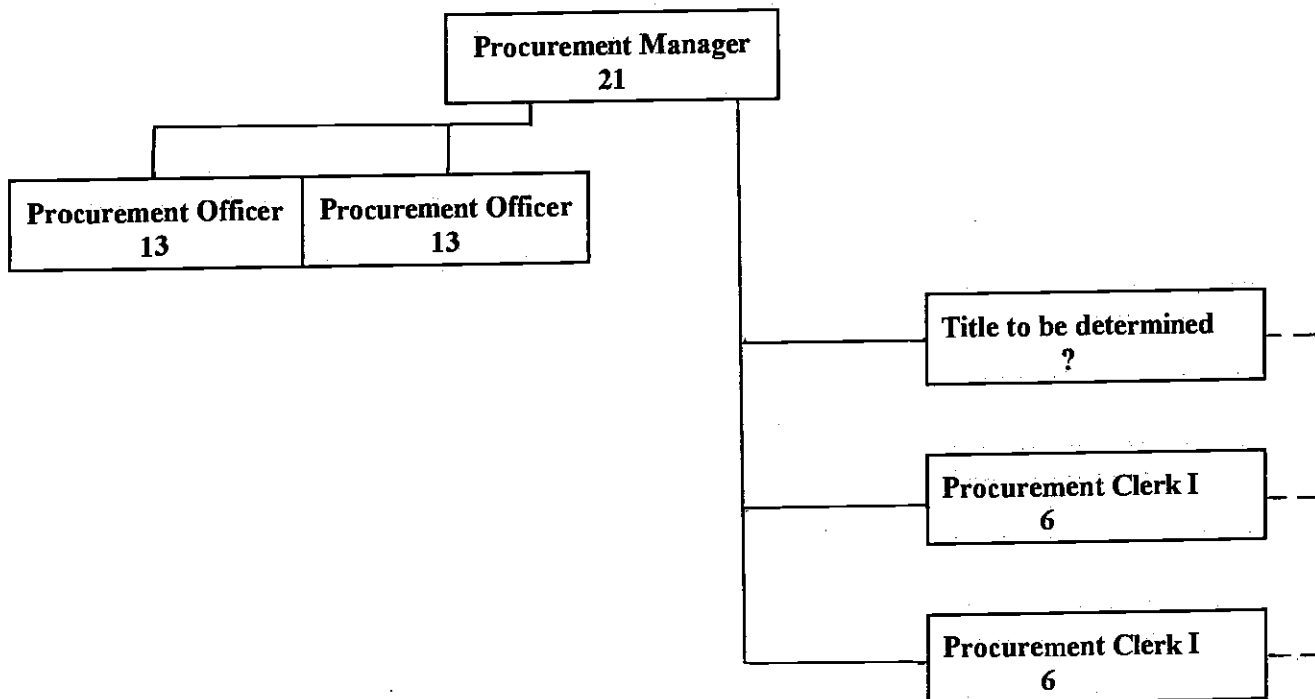 Procurement Manager
21
Procurement Officer
13
Procurement Officer
13
Title to be determined
?
Procurement Clerk I
6
Procurement Clerk I
6